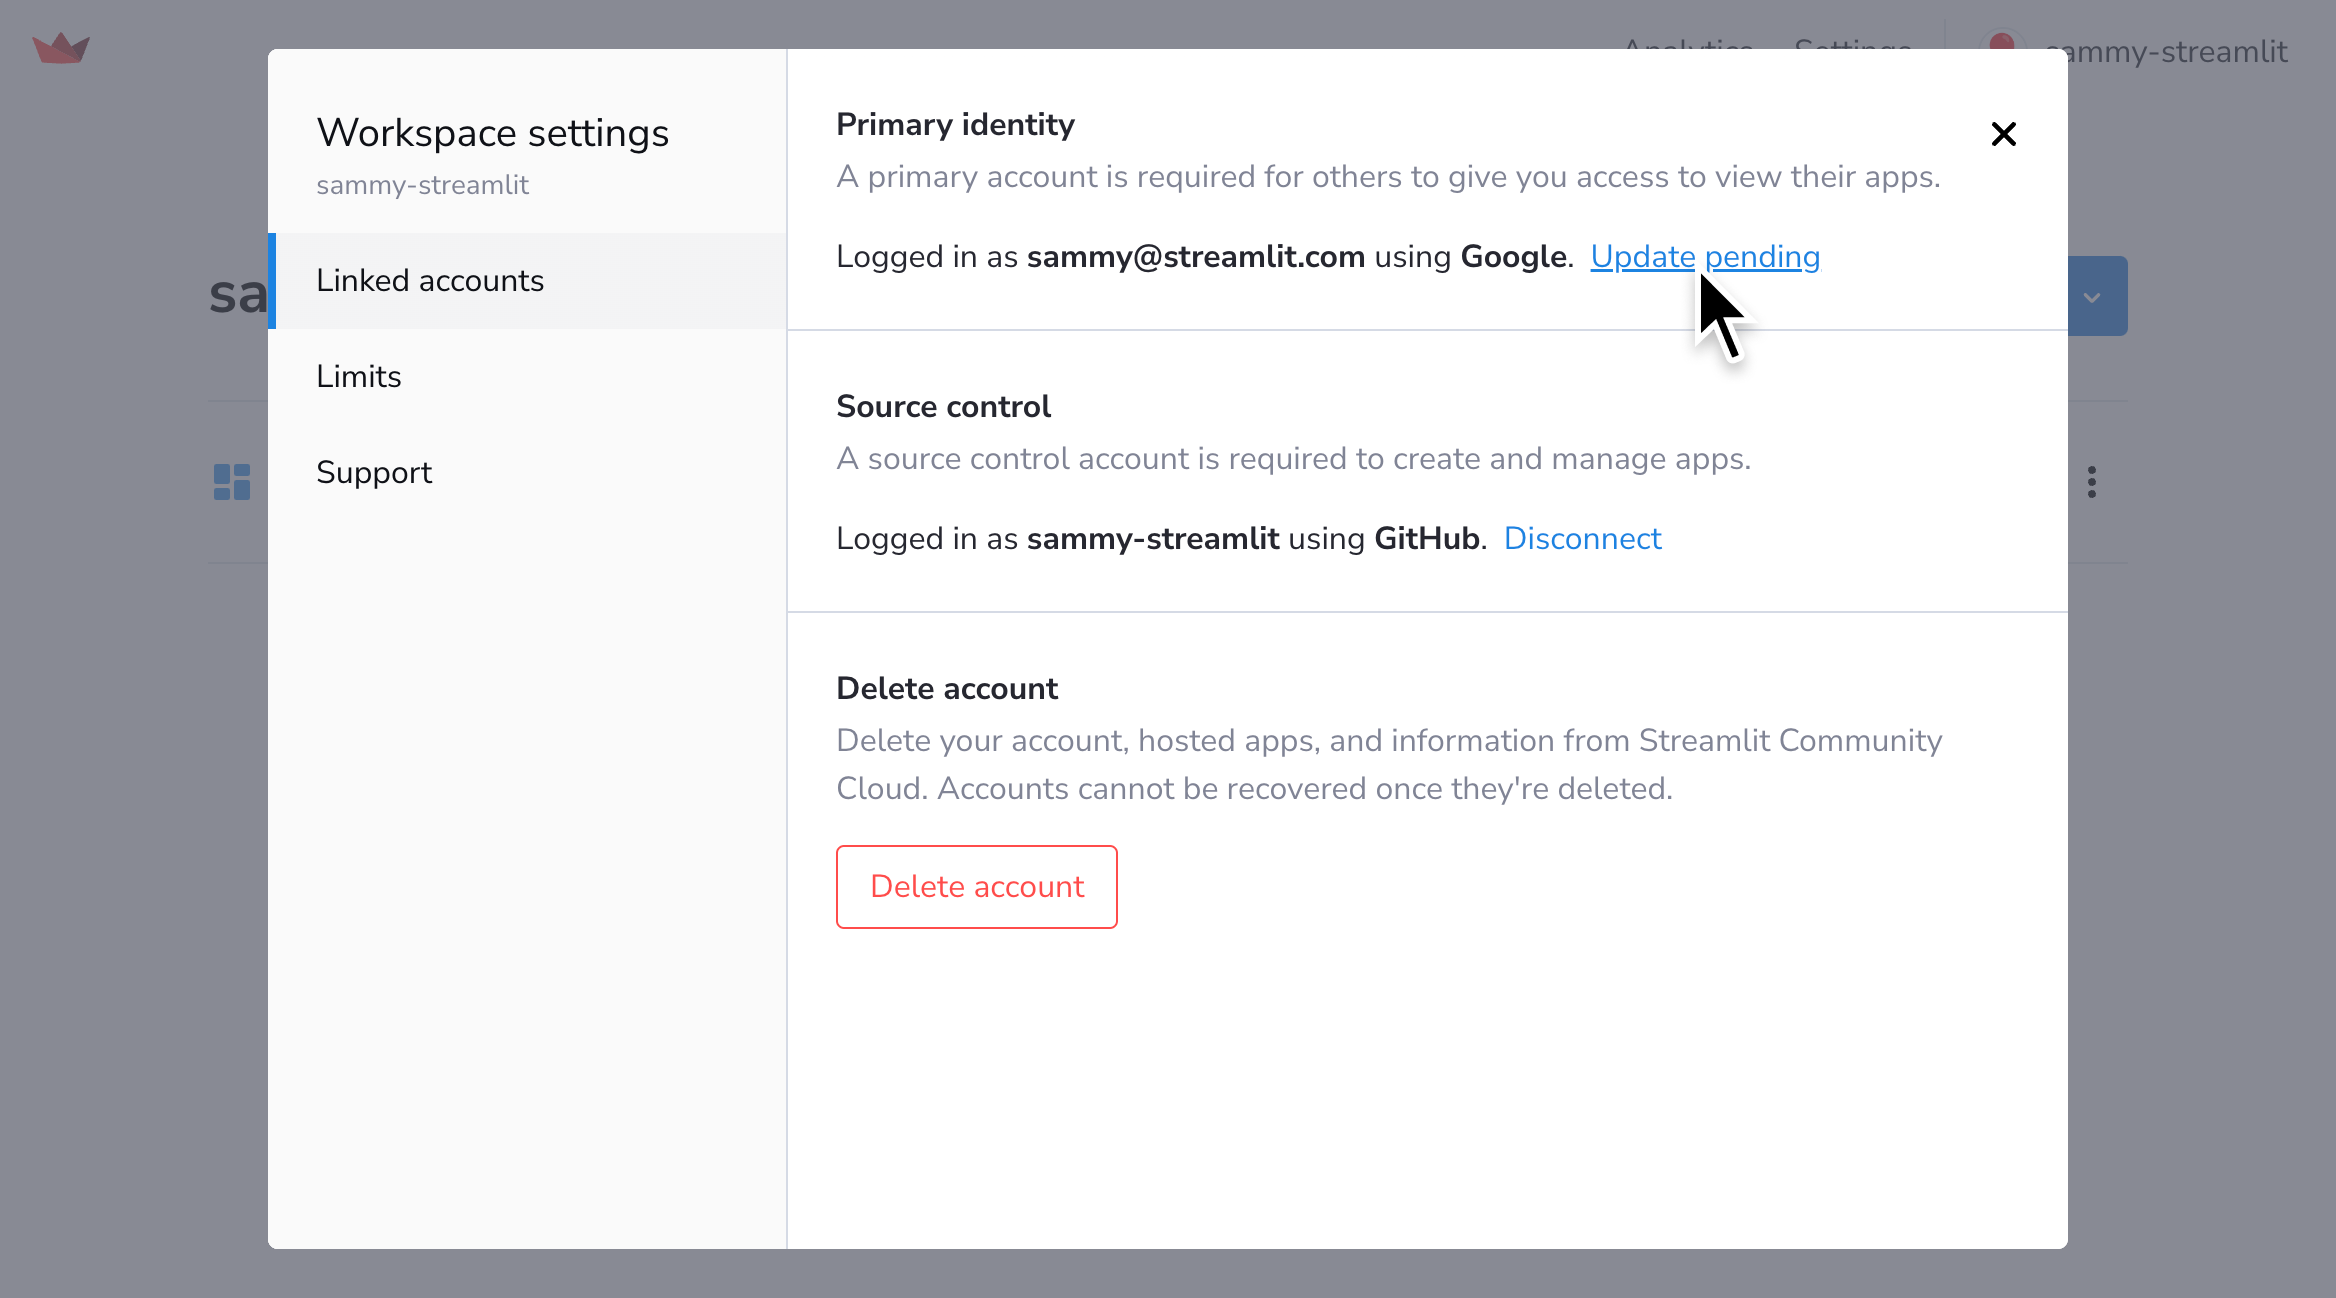 Analytics Settings sammy-streamlit
Workspace settings
sammy-streamlit
Linked accounts
Limits
Support
Primary identity
A primary account is required for others to give you access to view their apps.
Logged in as sammy@streamlit.com using Google. Update pending
Source control
A source control account is required to create and manage apps.
Logged in as sammy-streamlit using GitHub. Disconnect
Delete account
Delete your account, hosted apps, and information from Streamlit Community
Cloud. Accounts cannot be recovered once they're deleted.
Delete account